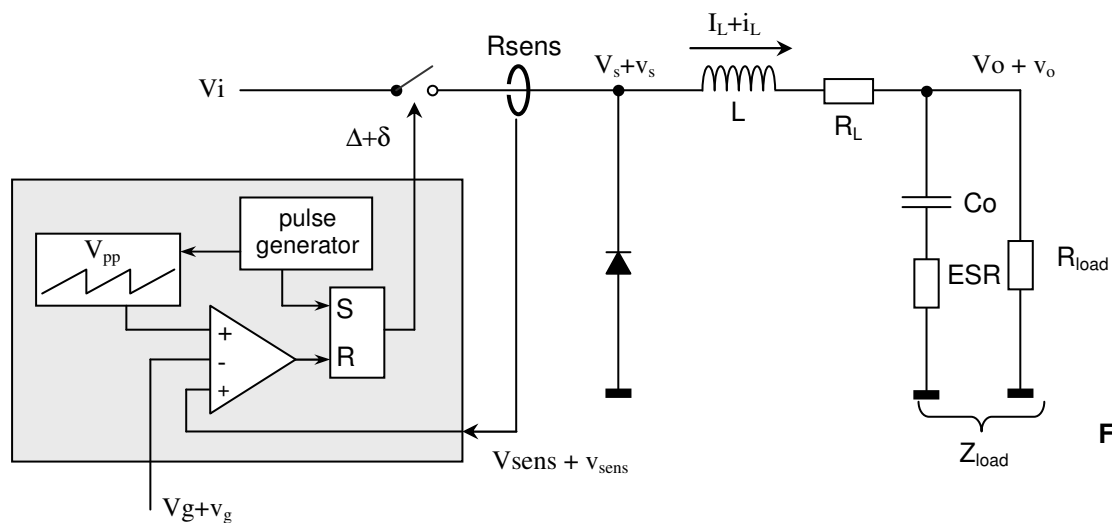 I_L+i_L
Rsens
V_s+v_s
Vo + v_o
Vi
L
R_L
Δ+δ
pulse
generator
V_pp
Co
ESR
R_load
S
R
+
-
+
Vsens + v_sens
Z_load
F
Vg+v_g